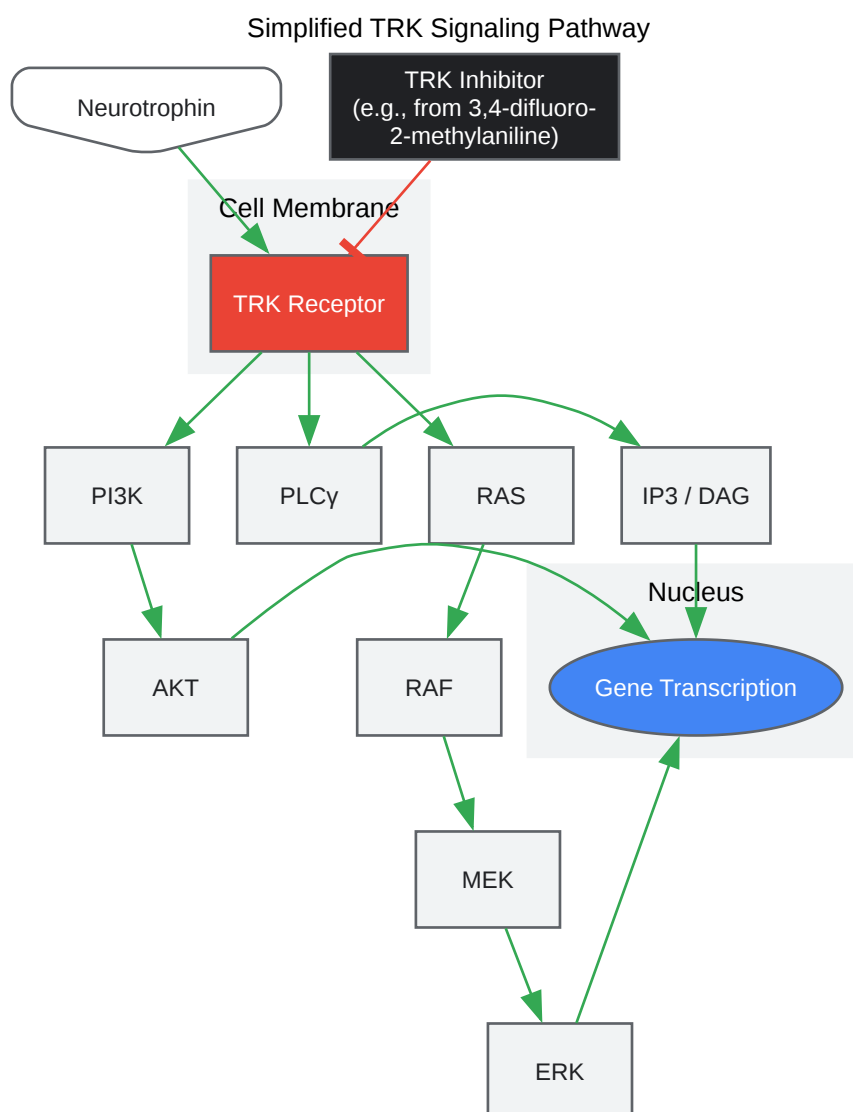 Simplified TRK Signaling Pathway
Neurotrophin
TRK Inhibitor
(e.g., from 3,4-difluoro-
2-methylaniline)
Cell Membrane
TRK Receptor
PI3K
PLCγ
RAS
IP3 / DAG
Nucleus
AKT
RAF
Gene Transcription
MEK
ERK